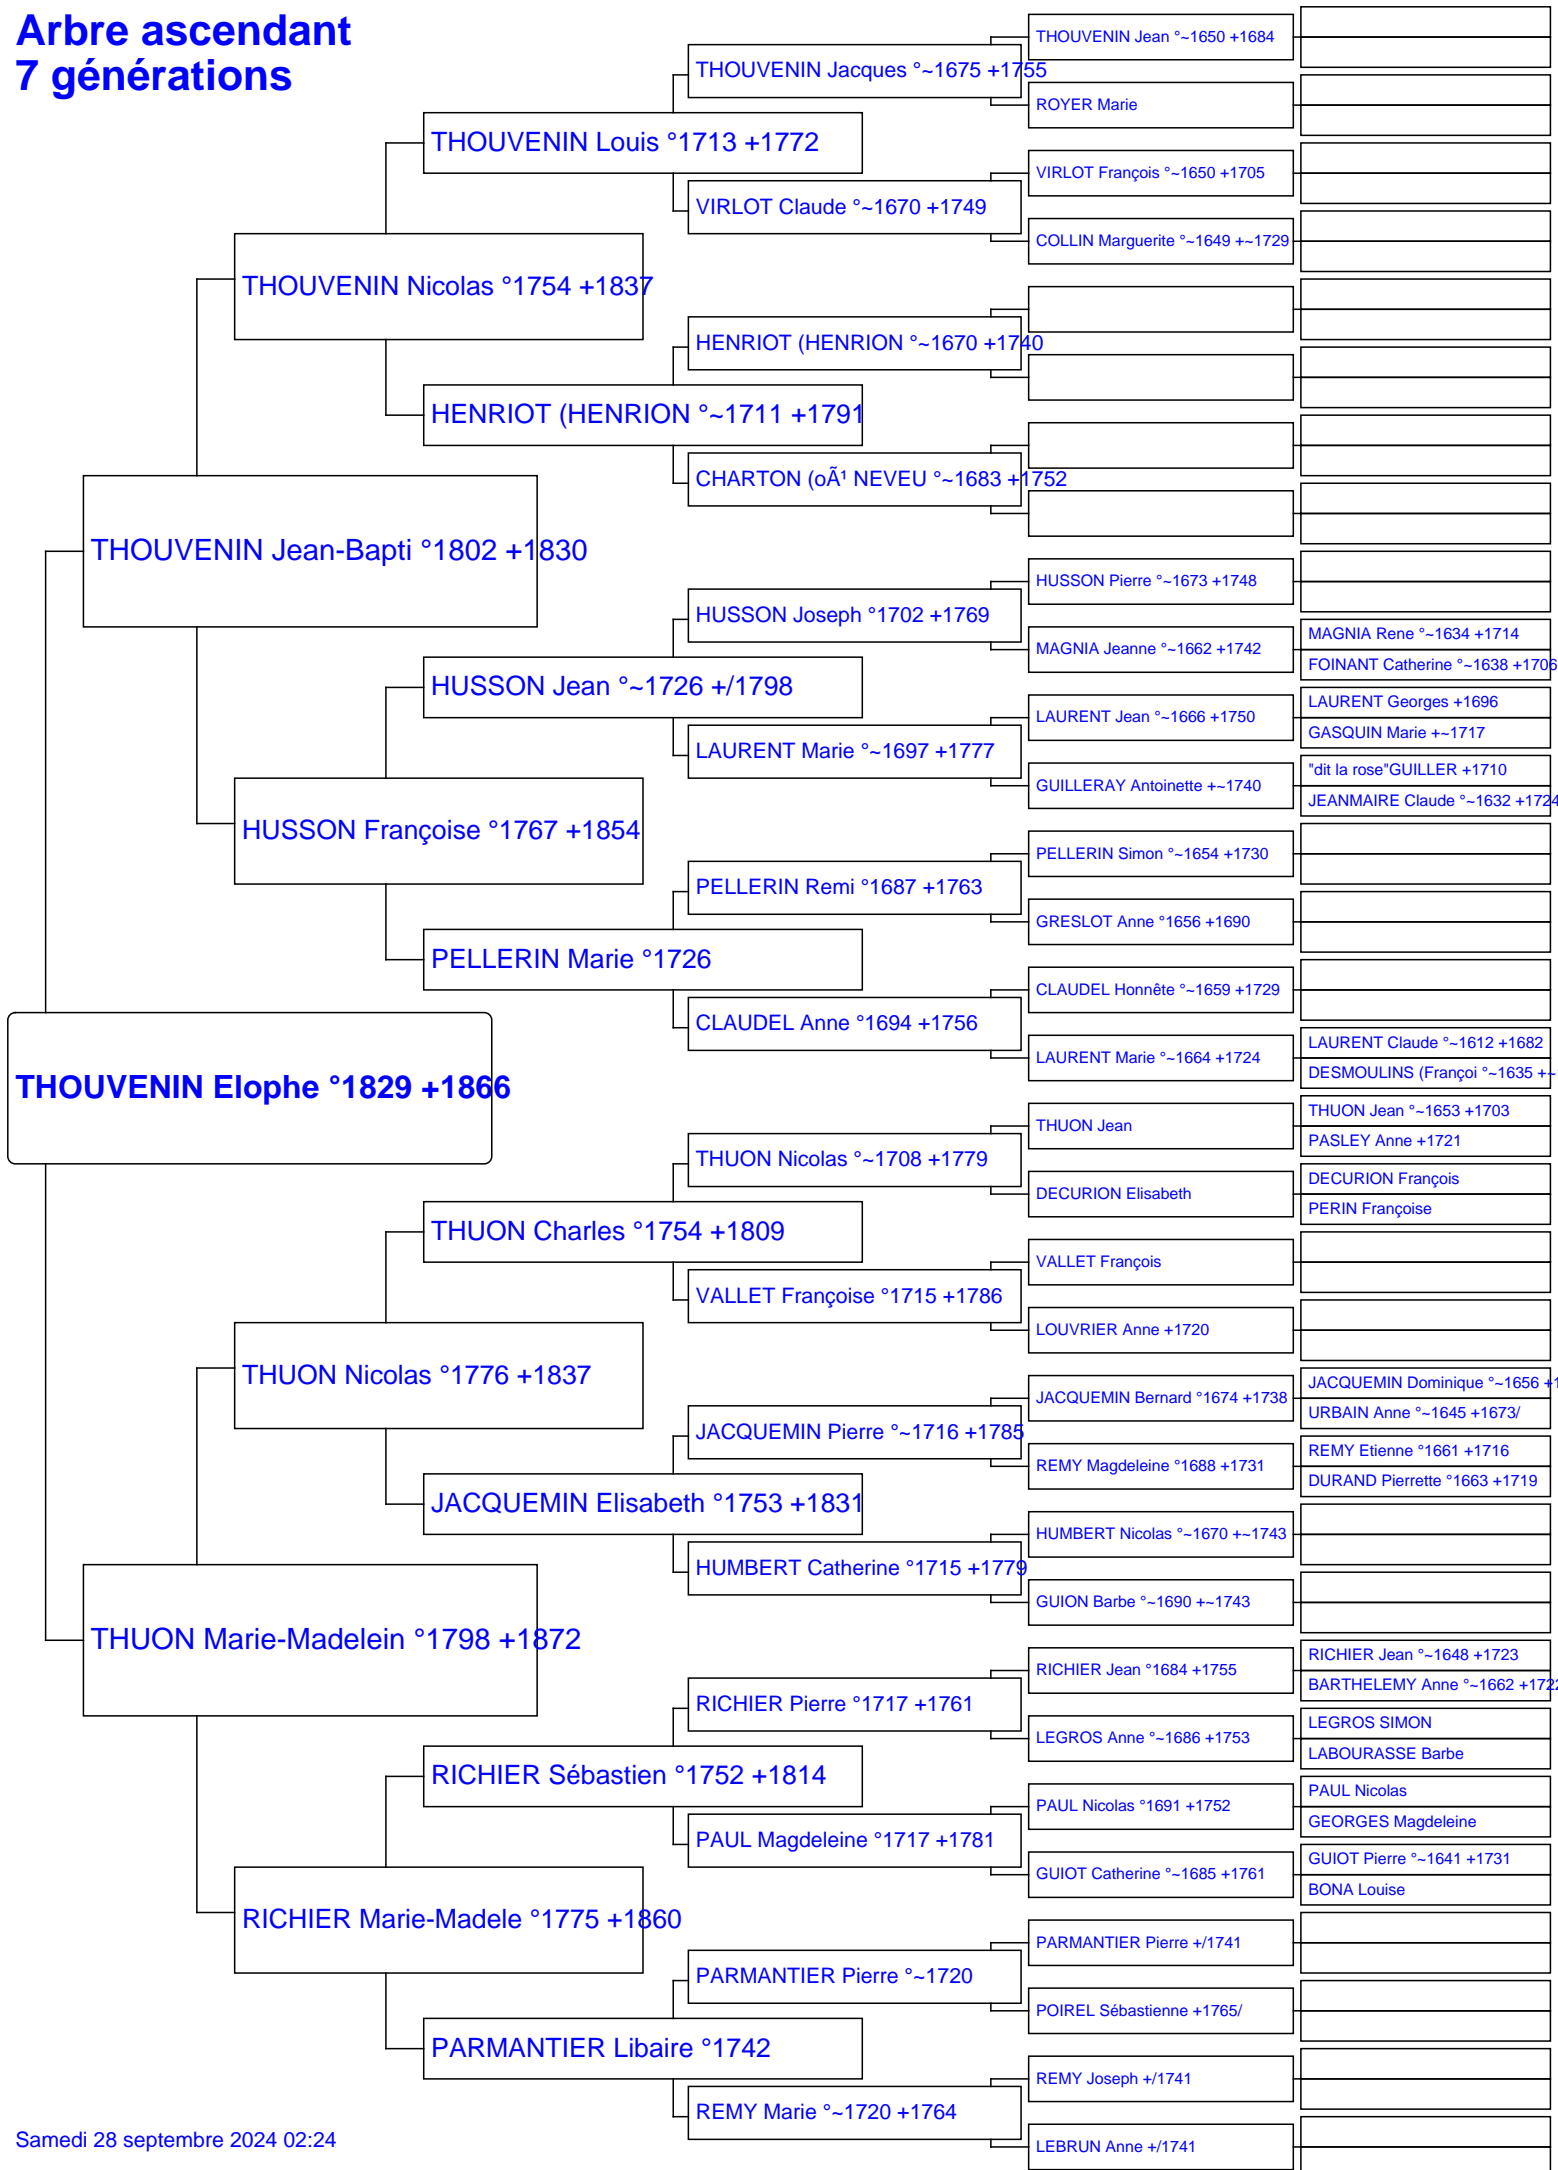 Arbre ascendant
7 générations
THOUVENIN Elophe °1829 +1866
THOUVENIN Jean-Bapti °1802 +1830
THUON Marie-Madelein °1798 +1872
THOUVENIN Nicolas °1754 +1837
HUSSON Françoise °1767 +1854
THUON Nicolas °1776 +1837
RICHIER Marie-Madele °1775 +1860
THOUVENIN Louis °1713 +1772
HENRIOT (HENRION °~1711 +1791
HUSSON Jean °~1726 +/1798
PELLERIN Marie °1726
THUON Charles °1754 +1809
JACQUEMIN Elisabeth °1753 +1831
RICHIER Sébastien °1752 +1814
PARMANTIER Libaire °1742
THOUVENIN Jacques °~1675 +1755
VIRLOT Claude °~1670 +1749
HENRIOT (HENRION °~1670 +1740
CHARTON (oÃ¹ NEVEU °~1683 +1752
HUSSON Joseph °1702 +1769
LAURENT Marie °~1697 +1777
PELLERIN Remi °1687 +1763
CLAUDEL Anne °1694 +1756
THUON Nicolas °~1708 +1779
VALLET Françoise °1715 +1786
JACQUEMIN Pierre °~1716 +1785
HUMBERT Catherine °1715 +1779
RICHIER Pierre °1717 +1761
PAUL Magdeleine °1717 +1781
PARMANTIER Pierre °~1720
REMY Marie °~1720 +1764
THOUVENIN Jean °~1650 +1684
ROYER Marie
VIRLOT François °~1650 +1705
COLLIN Marguerite °~1649 +~1729
HUSSON Pierre °~1673 +1748
MAGNIA Jeanne °~1662 +1742
LAURENT Jean °~1666 +1750
GUILLERAY Antoinette +~1740
PELLERIN Simon °~1654 +1730
GRESLOT Anne °1656 +1690
CLAUDEL Honnête °~1659 +1729
LAURENT Marie °~1664 +1724
THUON Jean
DECURION Elisabeth
VALLET François
LOUVRIER Anne +1720
JACQUEMIN Bernard °1674 +1738
REMY Magdeleine °1688 +1731
HUMBERT Nicolas °~1670 +~1743
GUION Barbe °~1690 +~1743
RICHIER Jean °1684 +1755
LEGROS Anne °~1686 +1753
PAUL Nicolas °1691 +1752
GUIOT Catherine °~1685 +1761
PARMANTIER Pierre +/1741
POIREL Sébastienne +1765/
REMY Joseph +/1741
LEBRUN Anne +/1741
MAGNIA Rene °~1634 +1714
FOINANT Catherine °~1638 +1706
LAURENT Georges +1696
GASQUIN Marie +~1717
"dit la rose"GUILLER +1710
JEANMAIRE Claude °~1632 +1724
LAURENT Claude °~1612 +1682
DESMOULINS (Françoi °~1635 +~
THUON Jean °~1653 +1703
PASLEY Anne +1721
DECURION François
PERIN Françoise
JACQUEMIN Dominique °~1656 +1
URBAIN Anne °~1645 +1673/
REMY Etienne °1661 +1716
DURAND Pierrette °1663 +1719
RICHIER Jean °~1648 +1723
BARTHELEMY Anne °~1662 +1722
LEGROS SIMON
LABOURASSE Barbe
PAUL Nicolas
GEORGES Magdeleine
GUIOT Pierre °~1641 +1731
BONA Louise
Samedi 28 septembre 2024 02:24